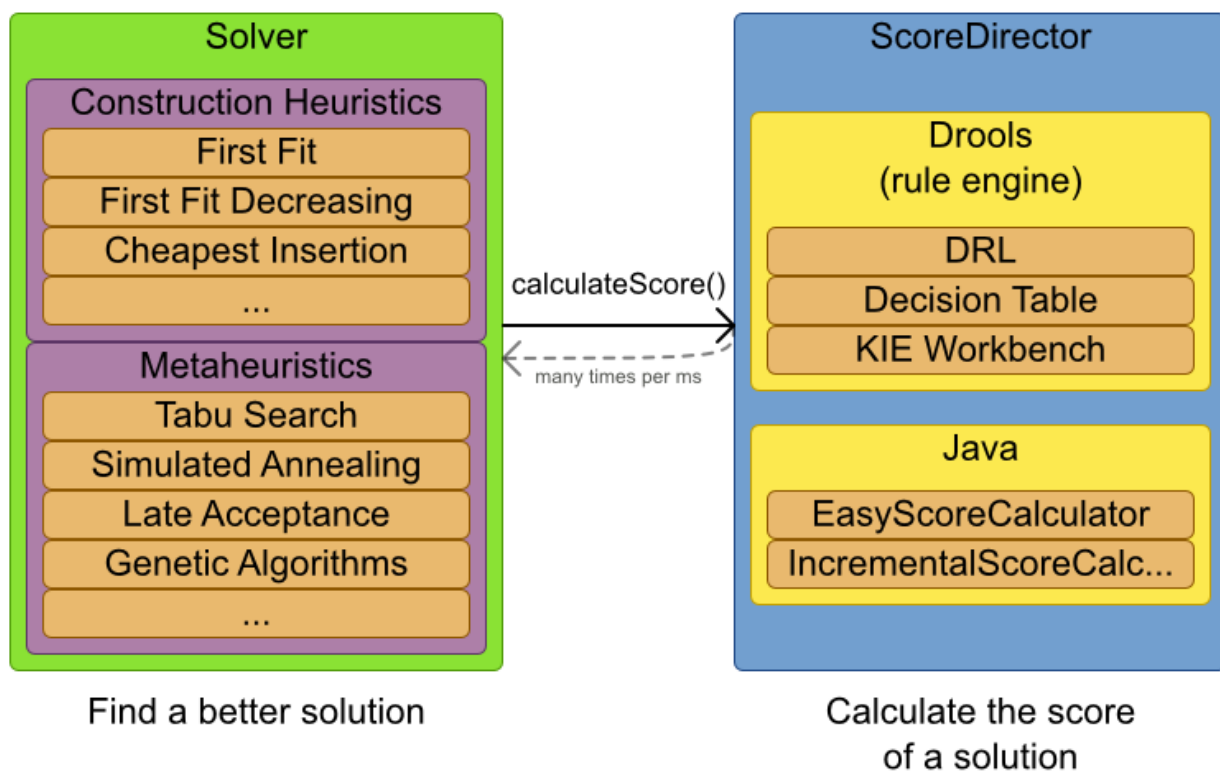 Solver
Construction Heuristics
First Fit
First Fit Decreasing
Cheapest Insertion
...
Metaheuristics
Tabu Search
Simulated Annealing
Late Acceptance
Genetic Algorithms
...
Find a better solution
calculateScore()
many times per ms
ScoreDirector
Drools
(rule engine)
DRL
Decision Table
KIE Workbench
Java
EasyScoreCalculator
IncrementalScoreCalc...
Calculate the score
of a solution